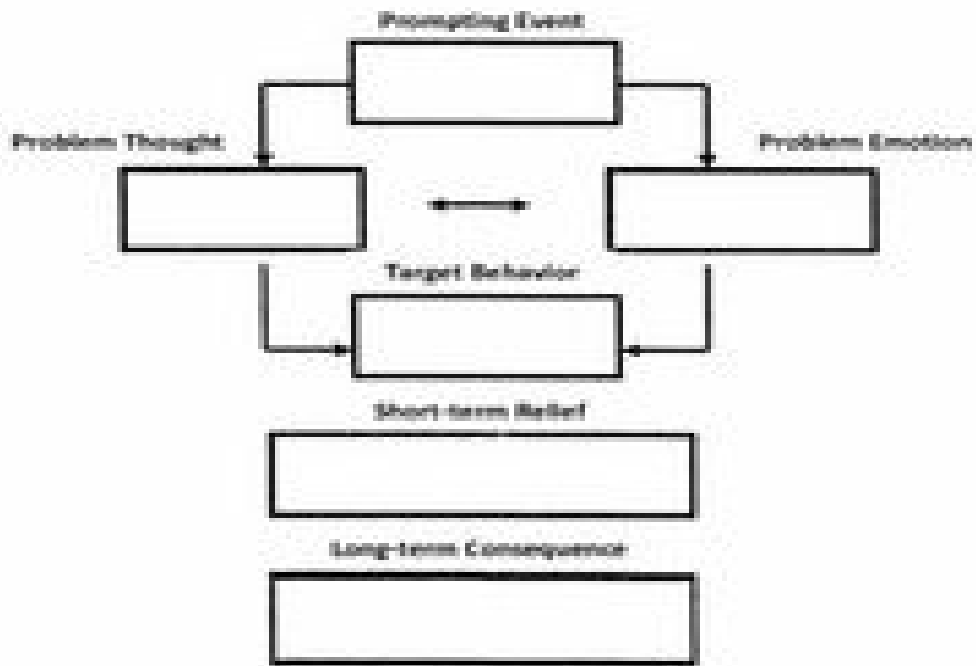 Prompting Event
Problem Thought
Problem Emotion
Target Behavior
Short-term Relief
Long-term Consequence